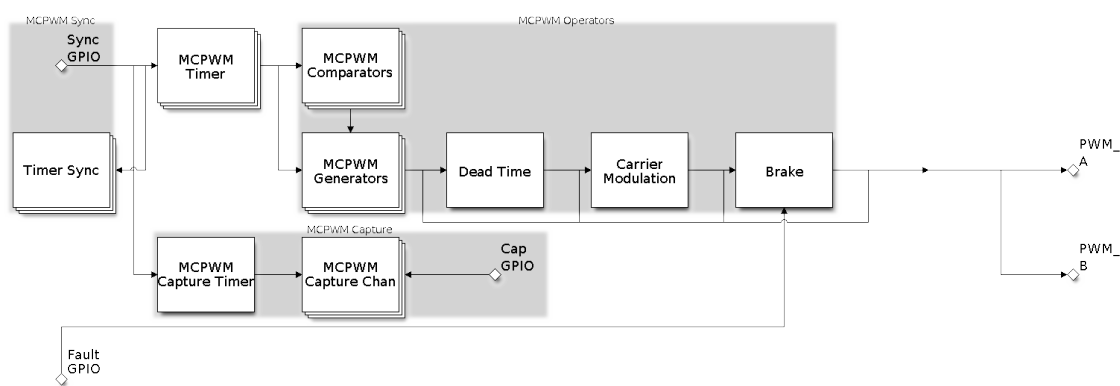 MCPWM Sync
MCPWM Operators
Sync
GPIO
MCPWM
Timer
MCPWM
Comparators
Timer Sync
MCPWM
Generators
Dead Time
Carrier
Modulation
Brake
PWM_
A
MCPWM Capture
MCPWM
Capture Timer
MCPWM
Capture Chan
Cap
GPIO
PWM_
B
Fault
GPIO